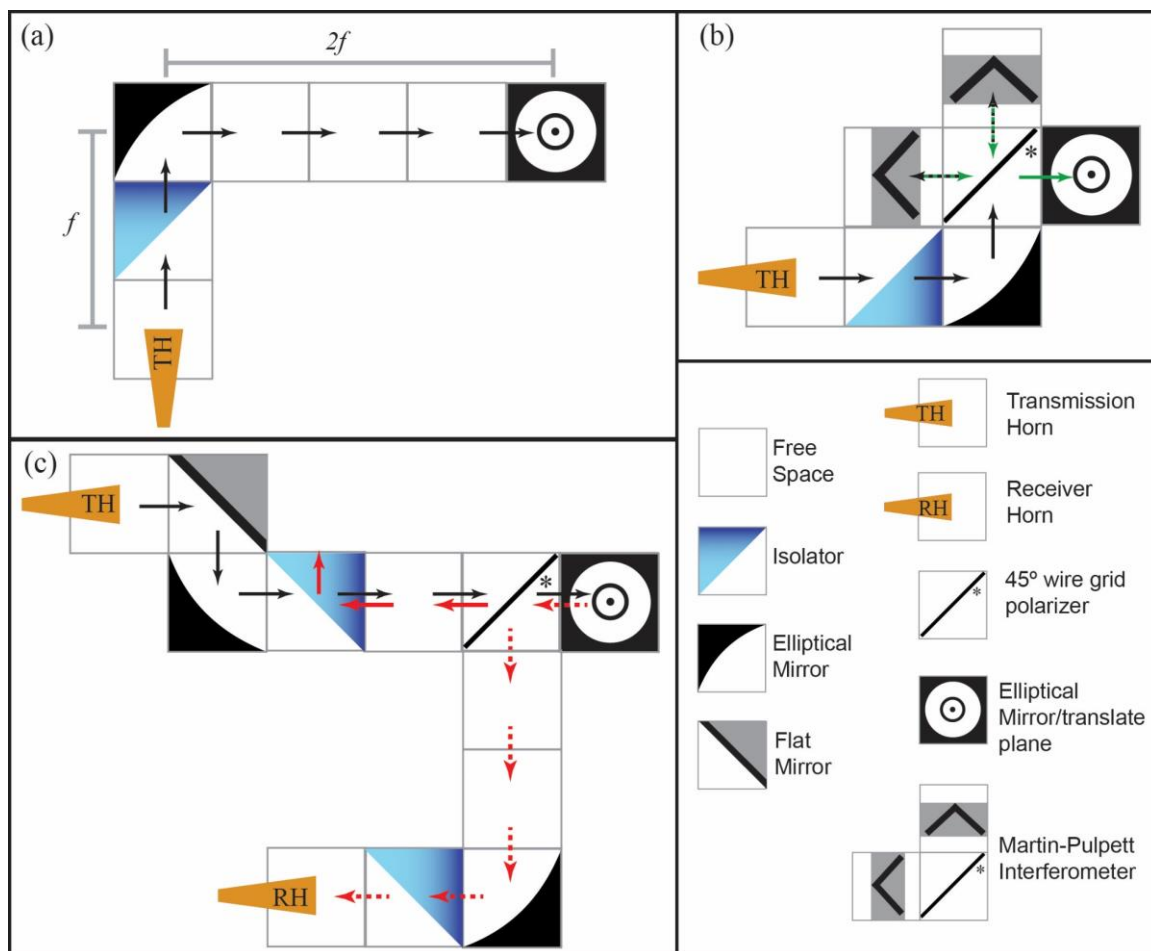 (a)
2f
f
TH
(b)
*
TH
(c)
TH
*
RH
Free
Space
Isolator
Elliptical
Mirror
Flat
Mirror
TH
Transmission
Horn
RH
Receiver
Horn
*
45º wire grid
polarizer
Elliptical
Mirror/translate
plane
*
Martin-Pulpett
Interferometer